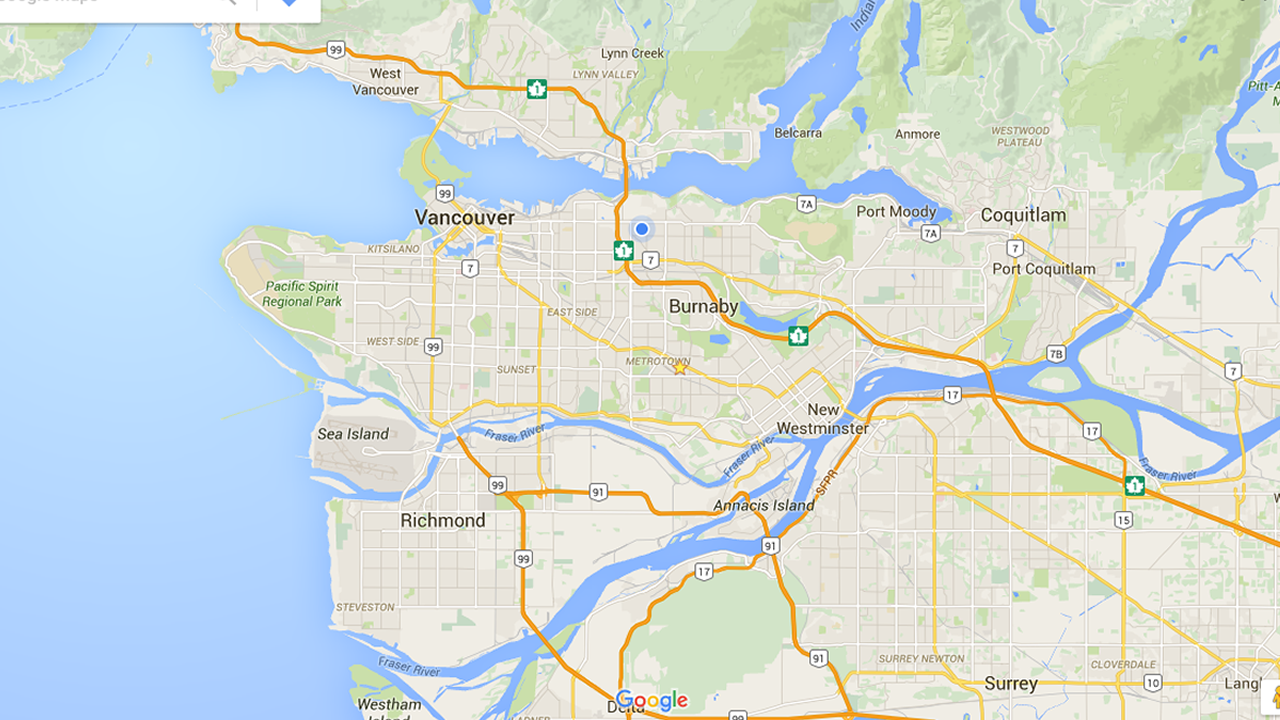 Google Maps
Indian
Lynn Creek
LYNN VALLEY
99
West
Vancouver
1
Pitt-A
M
Belcarra
Anmore
WESTWOOD
PLATEAU
99
7A
Vancouver
Port Moody
Coquitlam
7A
KITSILANO
1
7
7
7
Port Coquitlam
Pacific Spirit
Regional Park
Burnaby
EAST SIDE
1
WEST SIDE
99
7B
METROTOWN
SUNSET
7
17
New
Westminster
Sea Island
Fraser River
17
Fraser River
Fraser River
SFPR
99
91
1
Annacis Island
Richmond
15
91
99
17
STEVESTON
91
SURREY NEWTON
CLOVERDALE
Fraser River
Surrey
10
Langl
Westham
Island
Google
Delta
LADNER
99